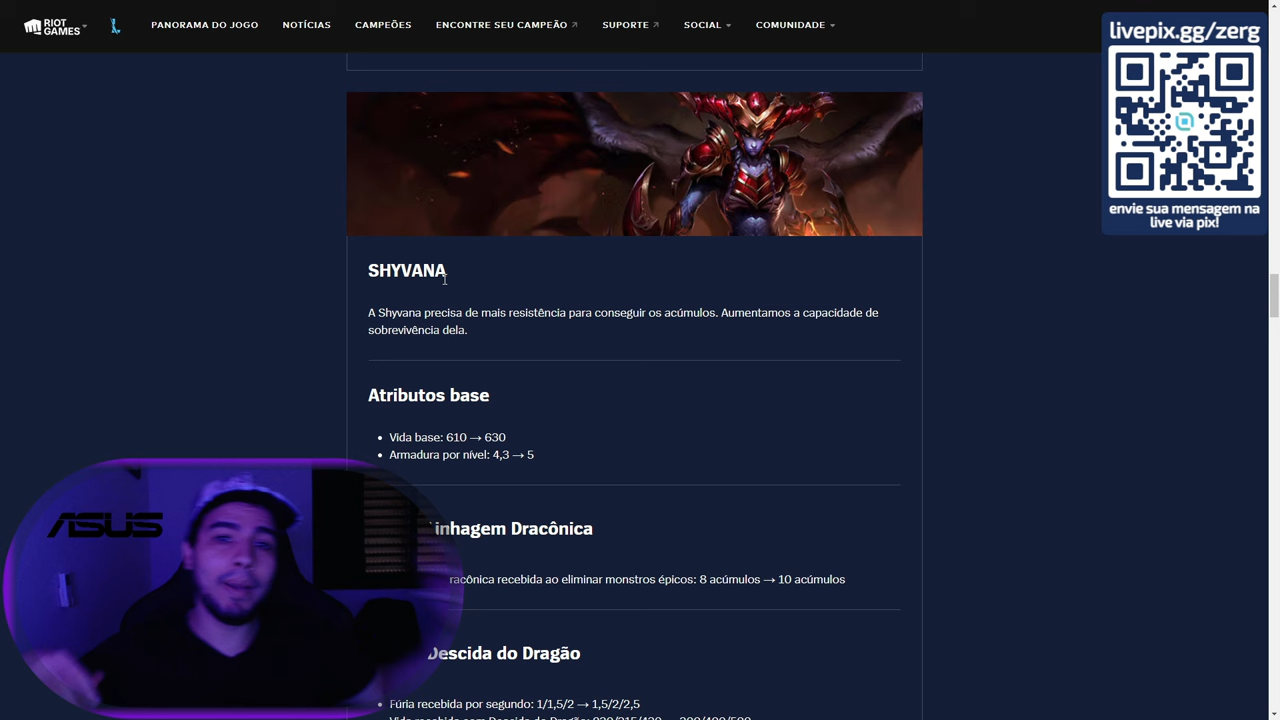 RIOT GAMES
PANORAMA DO JOGO
NOTÍCIAS
CAMPEÕES
ENCONTRE SEU CAMPEÃO
SUPORTE
SOCIAL
COMUNIDADE
livepix.gg/zerg
envie sua mensagem na
live via pix!
SHYVANA
A Shyvana precisa de mais resistência para conseguir os acúmulos. Aumentamos a capacidade de
sobrevivência dela.
Atributos base
Vida base: 610 → 630
Armadura por nível: 4,3 → 5
inhagem Dracônica
racônica recebida ao eliminar monstros épicos: 8 acúmulos → 10 acúmulos
Descida do Dragão
Fúria recebida por segundo: 1/1,5/2 → 1,5/2/2,5
ASUS